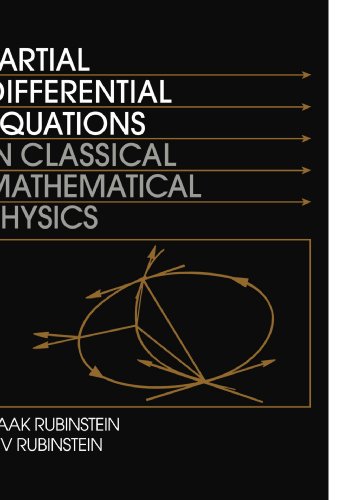 ARTIAL
DIFFERENTIAL
QUATIONS
N CLASSICAL
MATHEMATICAL
HYSICS
AAK RUBINSTEIN
V RUBINSTEIN